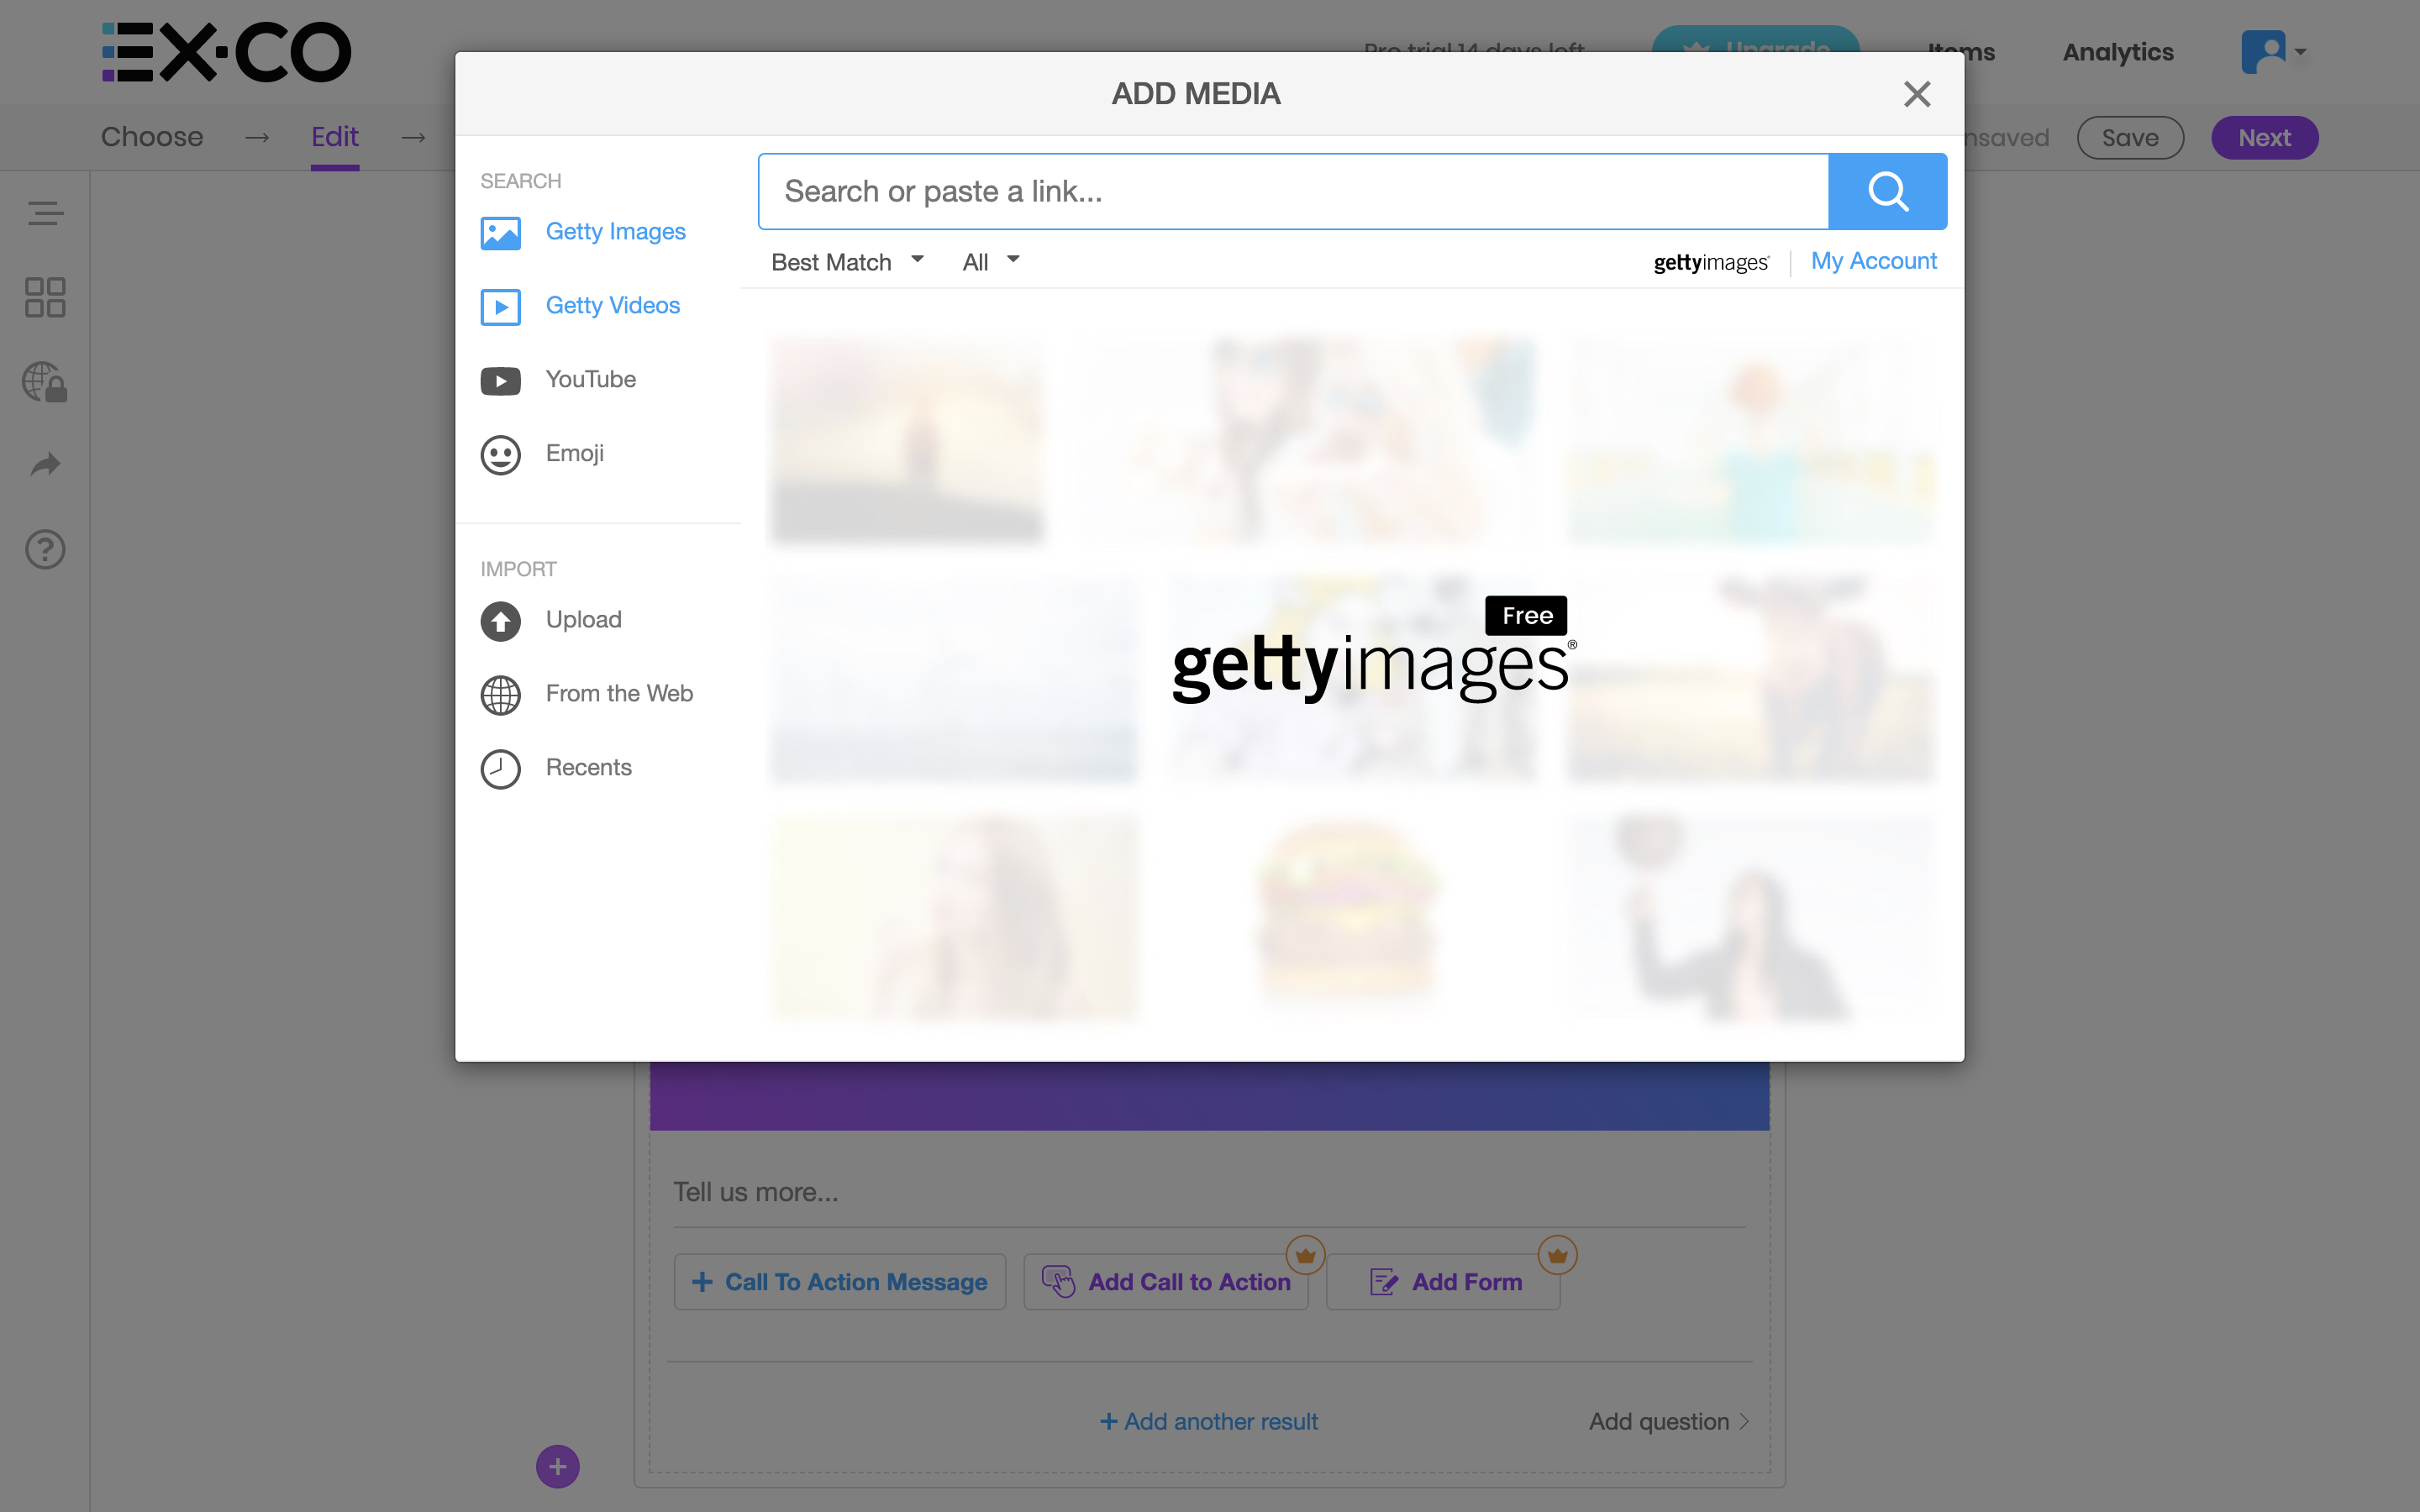 EX·CO
Pro trial 14 days left
Upgrade
Items
Analytics
Choose → Edit →
nsaved
Save
Next
ADD MEDIA
SEARCH
Getty Images
Getty Videos
YouTube
Emoji
IMPORT
Upload
From the Web
Recents
Search or paste a link...
Best Match
All
gettyimages®
My Account
Free
gettyimages®
Tell us more...
+ Call To Action Message
Add Call to Action
Add Form
+ Add another result
Add question >